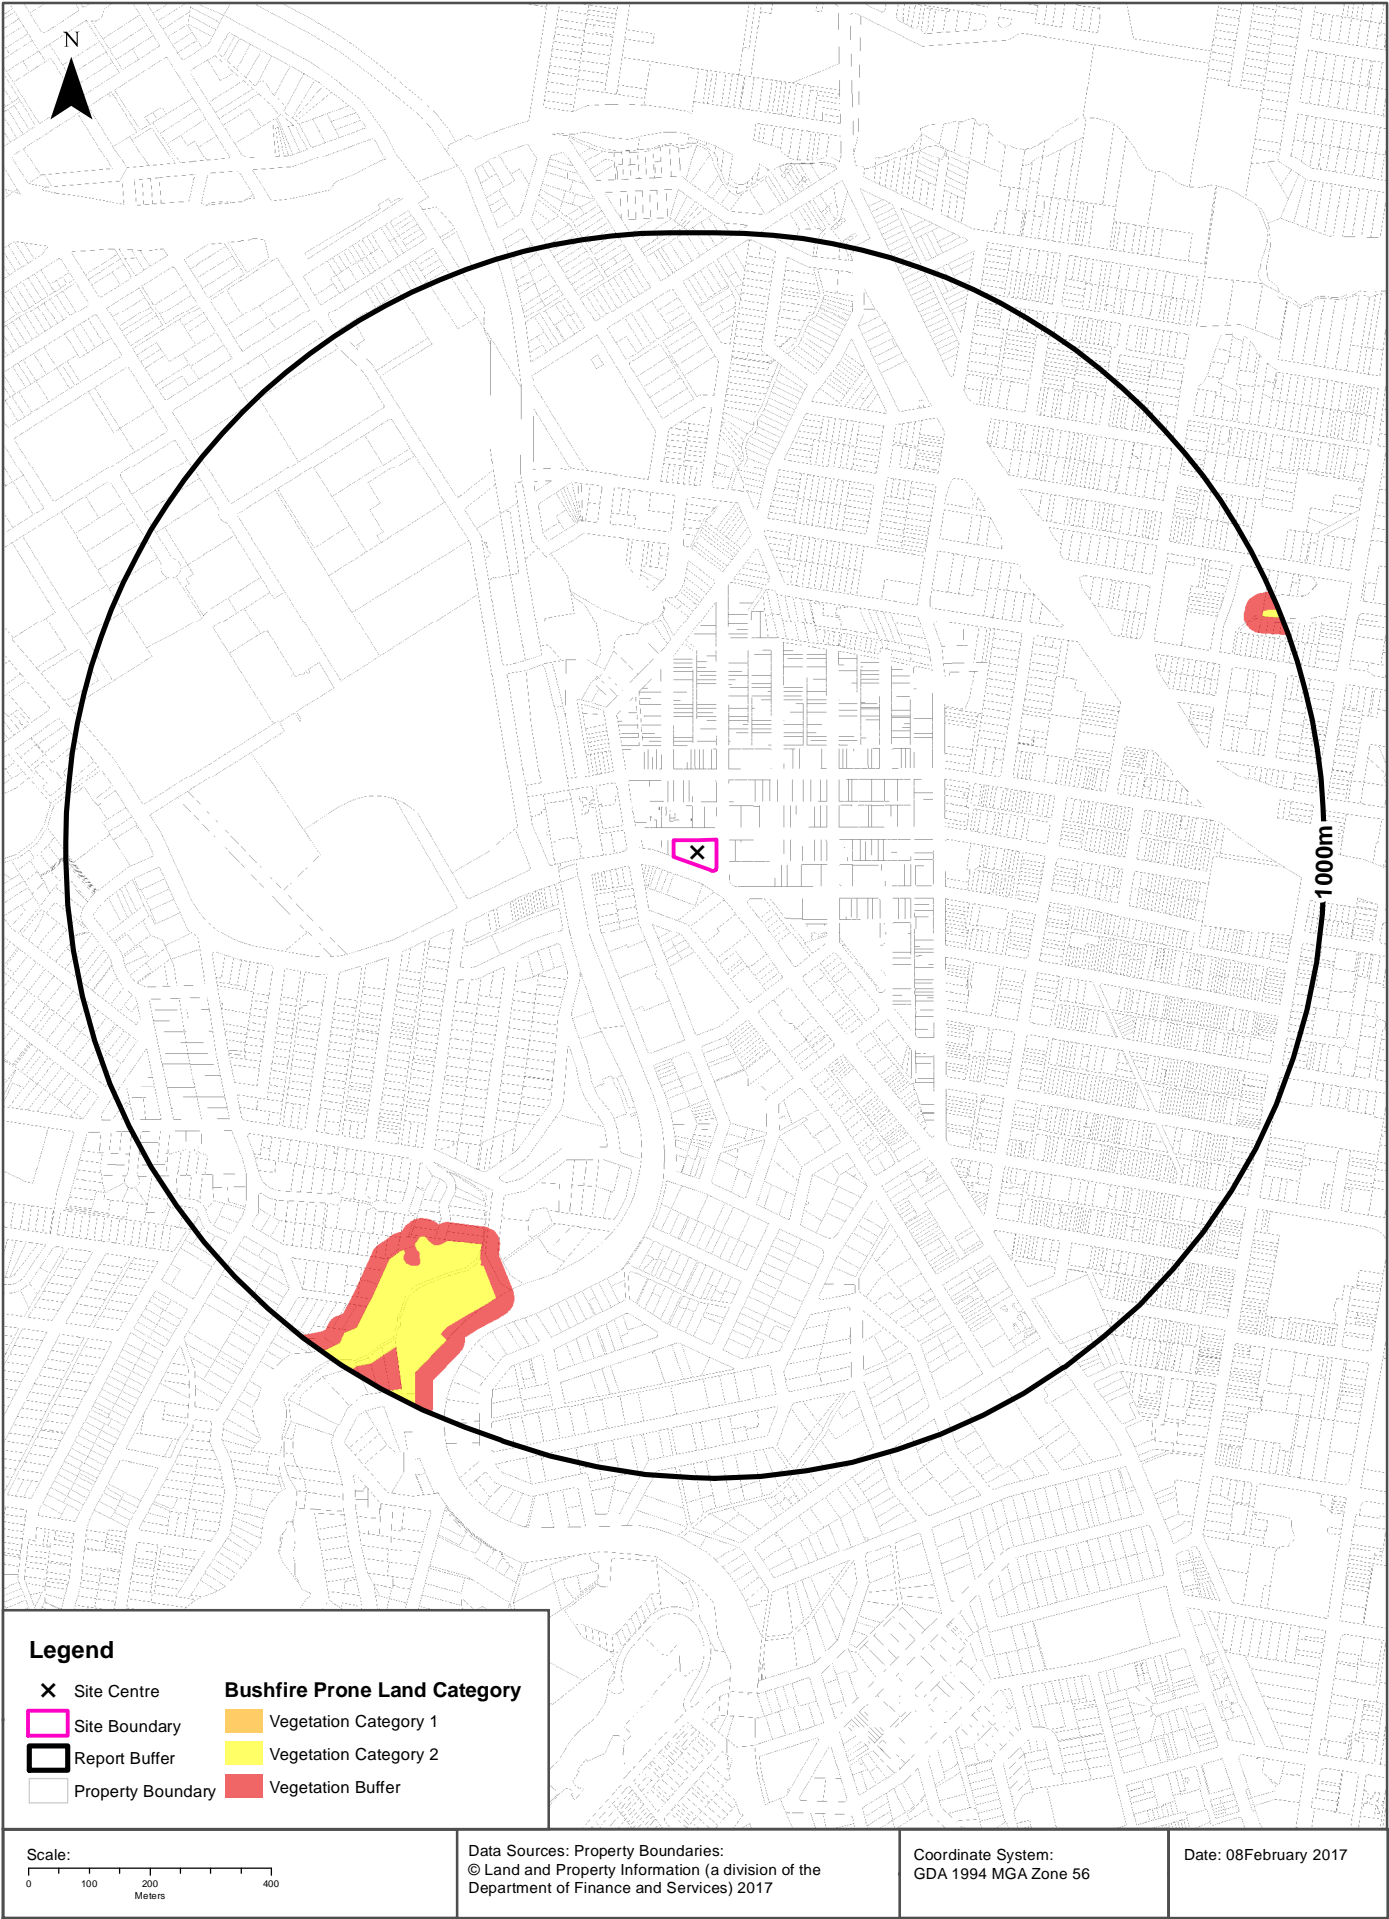 N
1000m
Legend
Site Centre
Site Boundary
Report Buffer
Property Boundary
Bushfire Prone Land Category
Vegetation Category 1
Vegetation Category 2
Vegetation Buffer
Scale:
0 100 200 400
Meters
Data Sources: Property Boundaries:
© Land and Property Information (a division of the
Department of Finance and Services) 2017
Coordinate System:
GDA 1994 MGA Zone 56
Date: 08February 2017